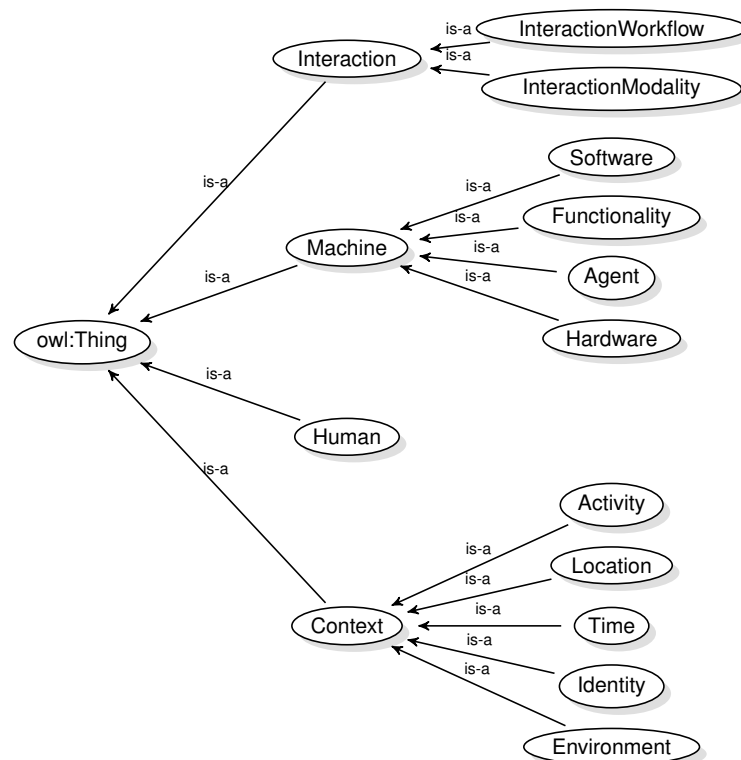 InteractionWorkflow
is-a
Interaction
is-a
InteractionModality
Software
is-a
is-a
Functionality
is-a
Machine
is-a
Agent
is-a
is-a
Hardware
owl:Thing
is-a
Human
is-a
Activity
is-a
Location
is-a
Context
is-a
Time
is-a
Identity
is-a
Environment